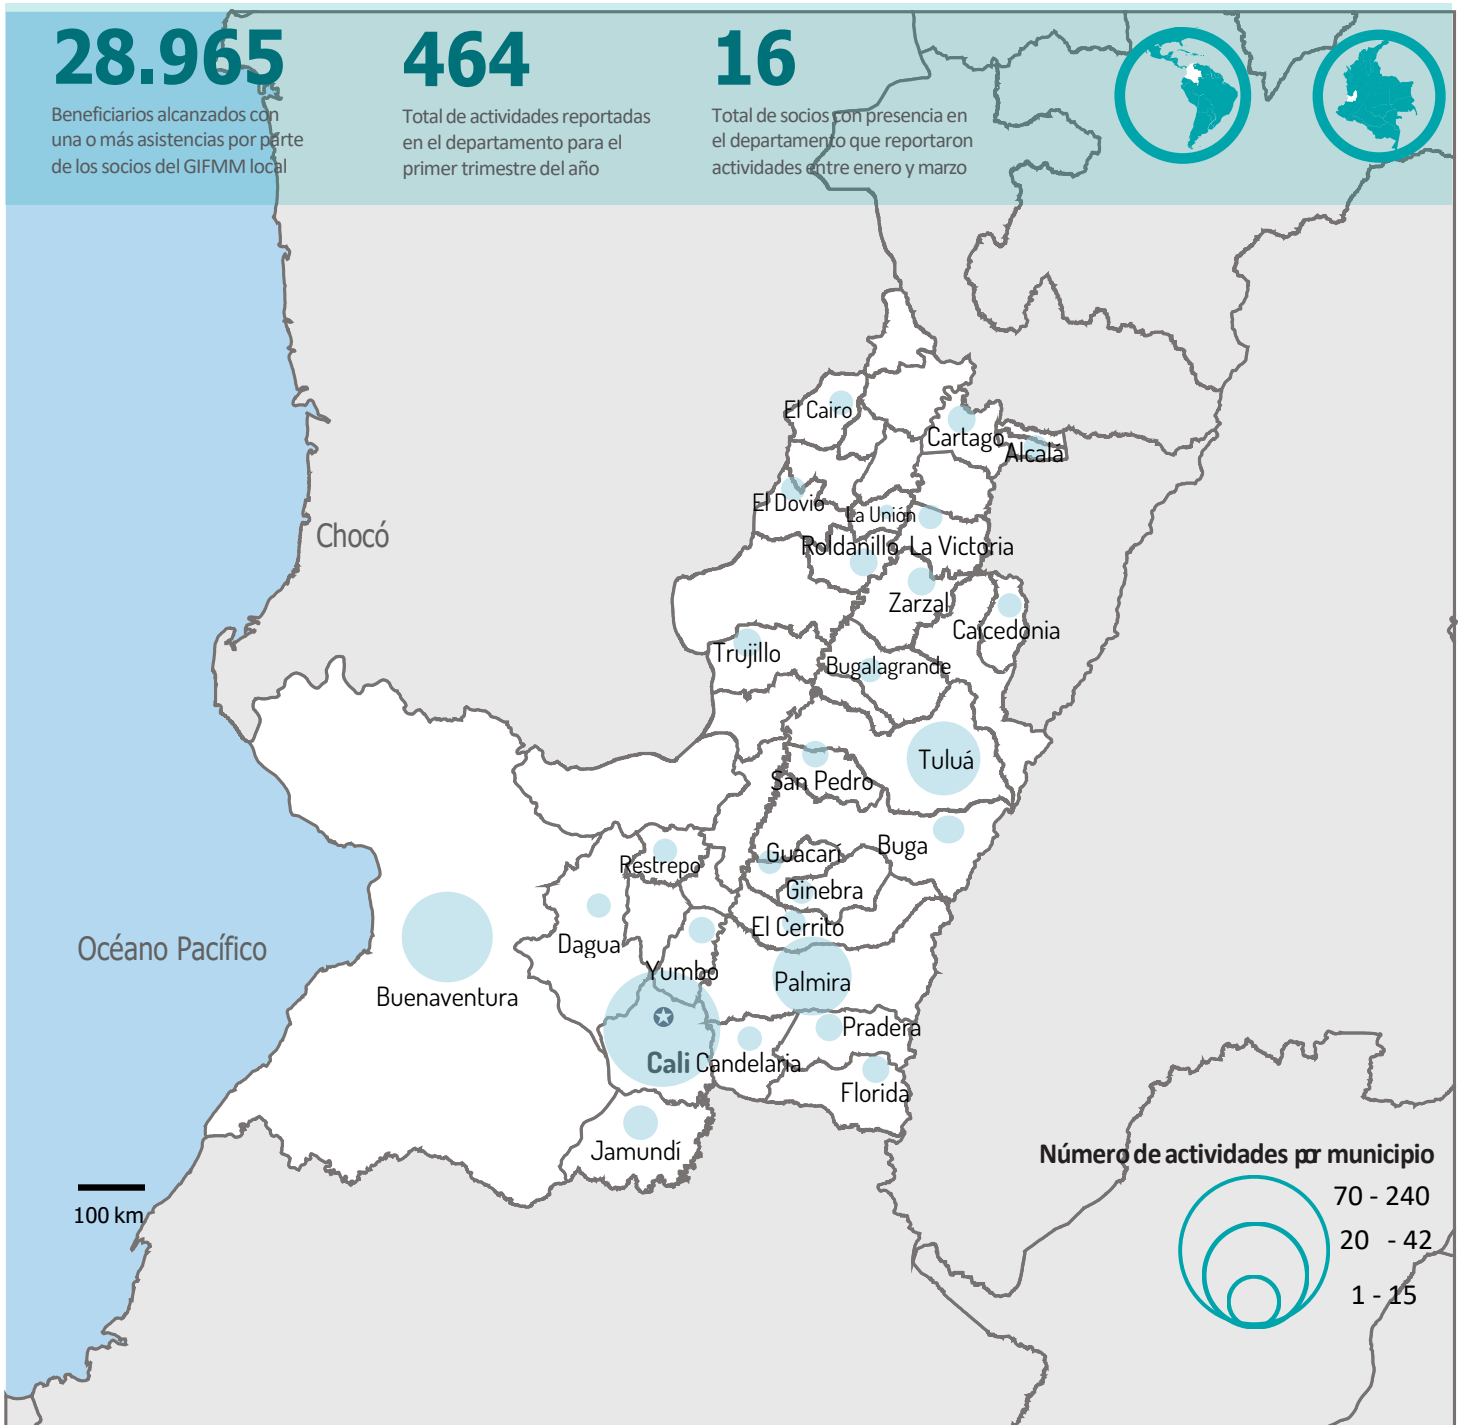 28.965
Beneficiarios alcanzados con
una o más asistencias por parte
de los socios del GIFMM local
464
Total de actividades reportadas
en el departamento para el
primer trimestre del año
16
Total de socios con presencia en
el departamento que reportaron
actividades entre enero y marzo
El Cairo
Cartago
Alcalá
El Dovio
La Unión
Chocó
Roldanillo
La Victoria
Zarzal
Caicedonia
Trujillo
Bugalagrande
Tuluá
San Pedro
Buga
Guacarí
Restrepo
Ginebra
El Cerrito
Dagua
Océano Pacífico
Yumbo
Palmira
Buenaventura
Pradera
Cali
Candelaria
Florida
Jamundí
Número de actividades por municipio
100 km
70 - 240
20 - 42
1 - 15